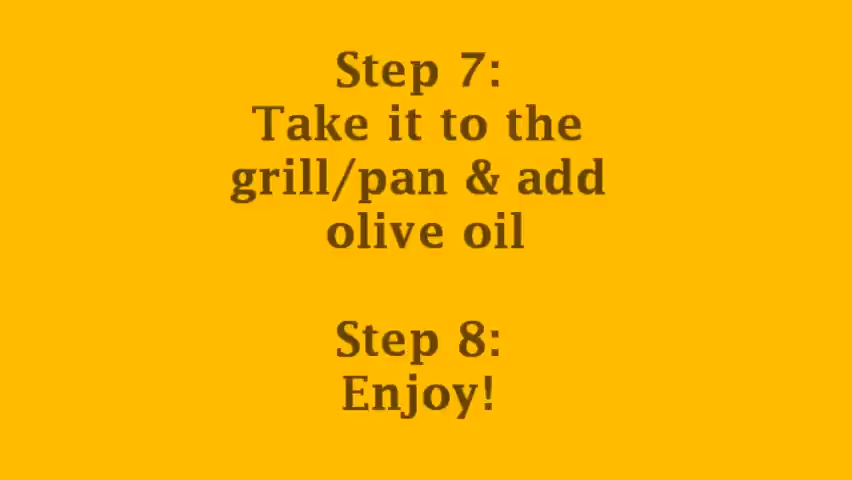 Step 7:
Take it to the
grill/pan & add
olive oil
Step 8:
Enjoy!